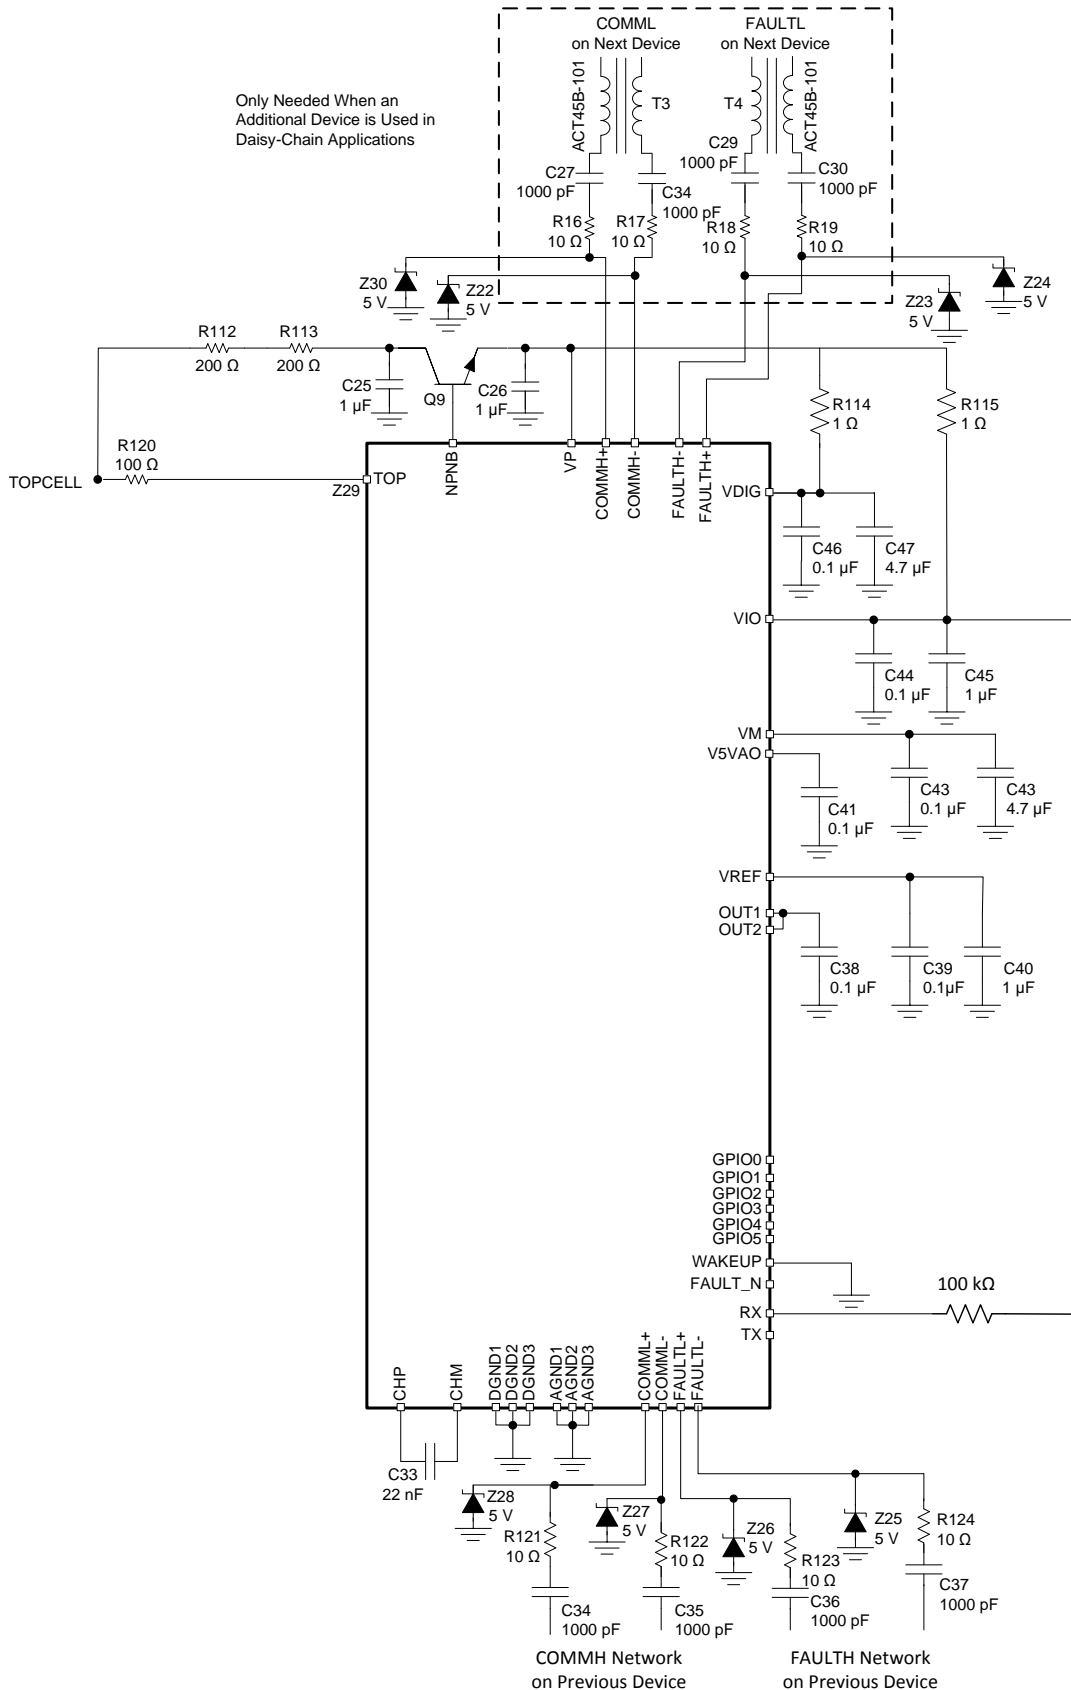 COMML
on Next Device
FAULTL
on Next Device
Only Needed When an
Additional Device is Used in
Daisy-Chain Applications
ACT45B-101
T3
T4
ACT45B-101
C27
1000 pF
C34
1000 pF
C29
1000 pF
C30
1000 pF
R16
10 Ω
R17
10 Ω
R18
10 Ω
R19
10 Ω
Z30
5 V
Z22
5 V
Z23
5 V
Z24
5 V
R112
200 Ω
R113
200 Ω
C25
1 µF
Q9
C26
1 µF
R114
1 Ω
R115
1 Ω
R120
100 Ω
TOPCELL
Z29
TOP
NPNB
VP
COMMH+
COMMH-
FAULTH-
FAULTH+
VDIG
C46
0.1 µF
C47
4.7 µF
VIO
C44
0.1 µF
C45
1 µF
VM
V5VAO
C41
0.1 µF
C43
0.1 µF
C43
4.7 µF
VREF
OUT1
OUT2
C38
0.1 µF
C39
0.1µF
C40
1 µF
GPIO0
GPIO1
GPIO2
GPIO3
GPIO4
GPIO5
WAKEUP
FAULT_N
RX
TX
100 kΩ
CHP
CHM
DGND1
DGND2
DGND3
AGND1
AGND2
AGND3
COMML+
COMML-
FAULTL+
FAULTL-
C33
22 nF
Z28
5 V
R121
10 Ω
Z27
5 V
R122
10 Ω
Z26
5 V
R123
10 Ω
Z25
5 V
R124
10 Ω
C34
1000 pF
C35
1000 pF
C36
1000 pF
C37
1000 pF
COMMH Network
on Previous Device
FAULTH Network
on Previous Device